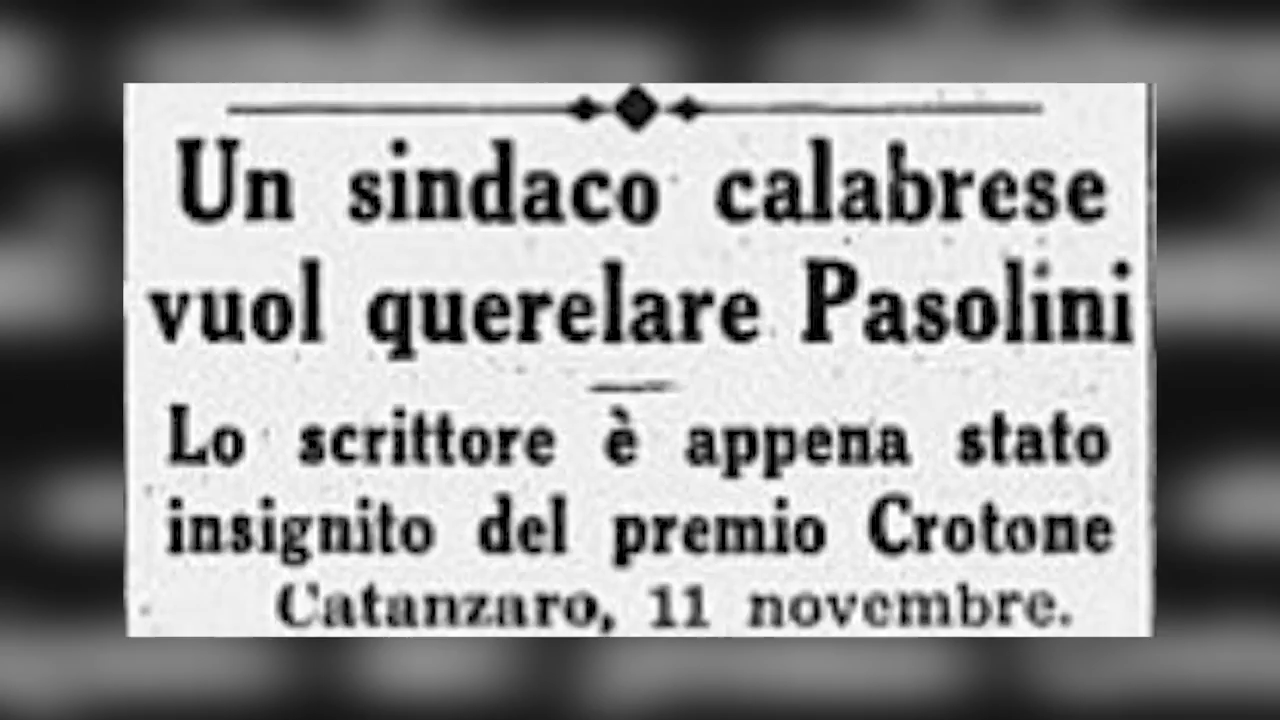 Un sindaco calabrese
vuol querelare Pasolini
Lo scrittore è appena stato
insignito del premio Crotone
Catanzaro, 11 novembre.